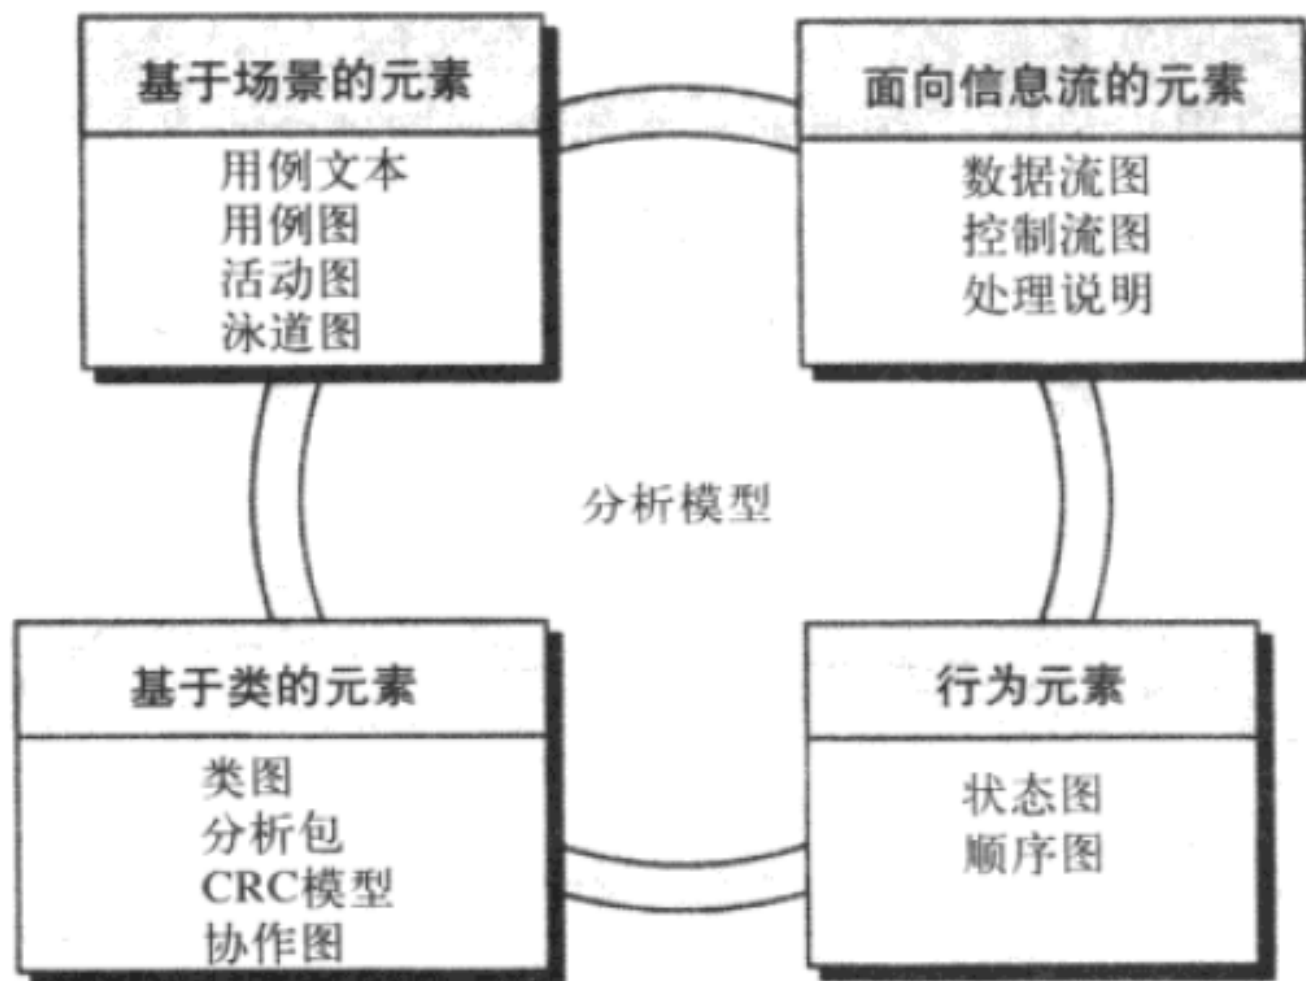 基于场景的元素
用例文本
用例图
活动图
泳道图
面向信息流的元素
数据流图
控制流图
处理说明
分析模型
基于类的元素
类图
分析包
CRC模型
协作图
行为元素
状态图
顺序图